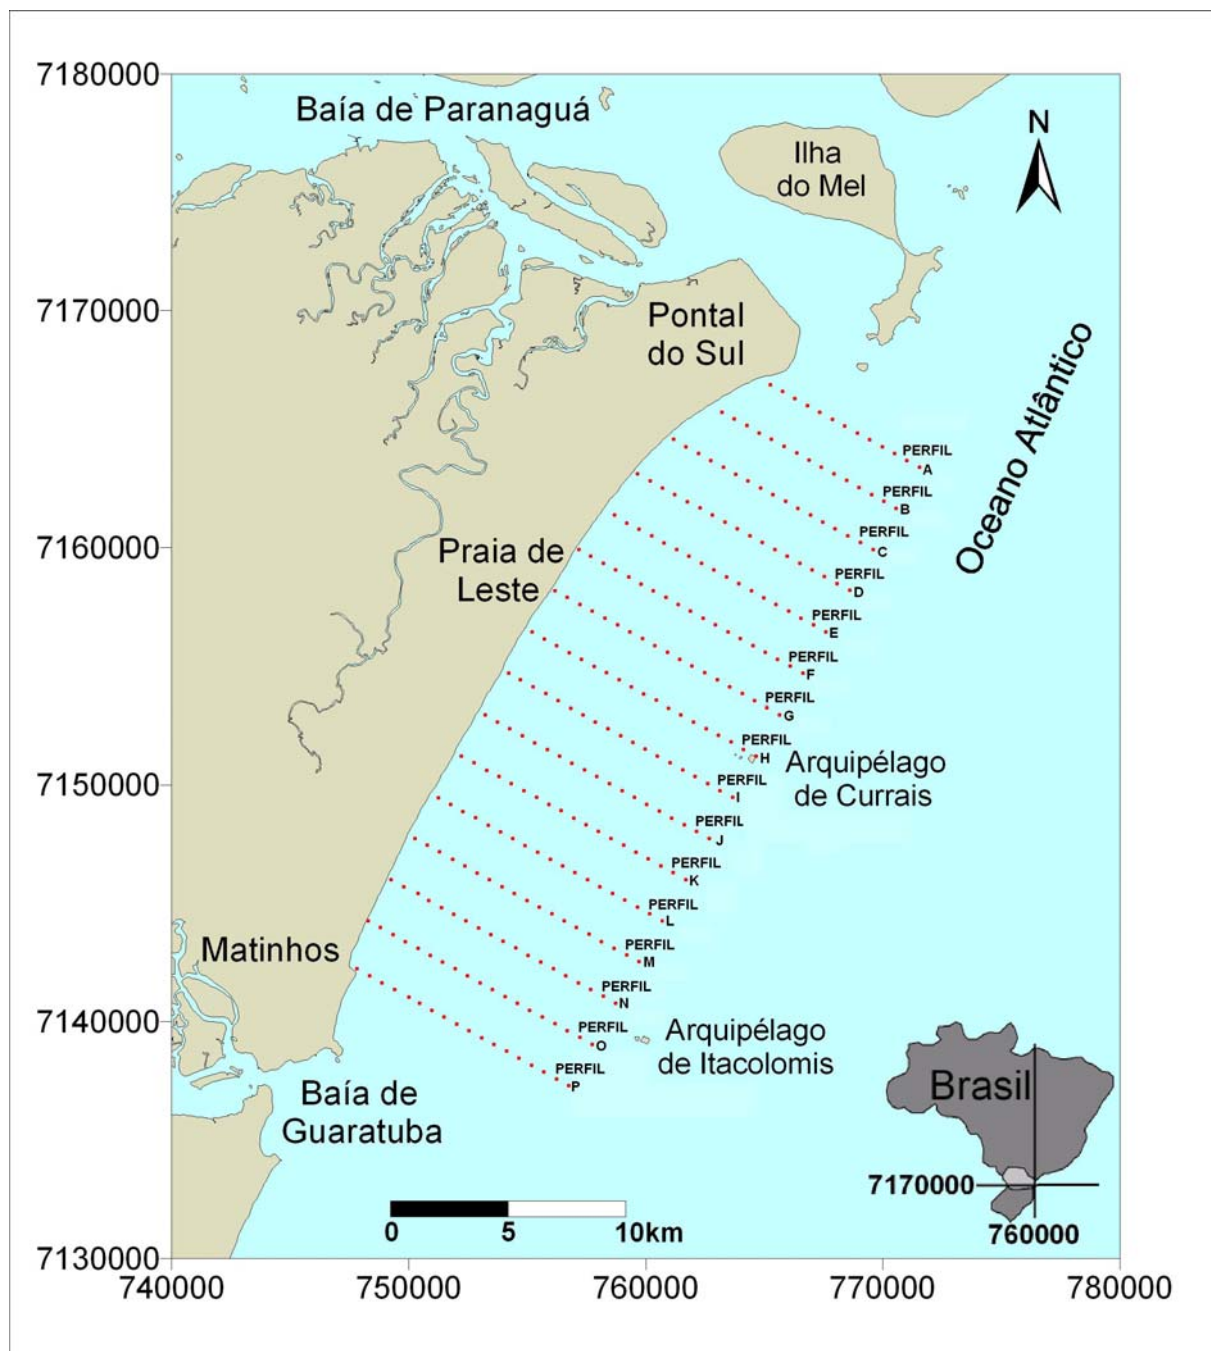 7180000
Baía de Paranaguá
N
Ilha
do Mel
7170000
Pontal
do Sul
Oceano Atlântico
PERFIL
A
PERFIL
B
PERFIL
C
7160000
Praia de
Leste
PERFIL
D
PERFIL
E
PERFIL
F
PERFIL
G
PERFIL
H
Arquipélago
de Currais
7150000
PERFIL
I
PERFIL
J
PERFIL
K
PERFIL
L
Matinhos
PERFIL
M
PERFIL
N
7140000
PERFIL
O
Arquipélago
de Itacolomis
PERFIL
P
Baía de
Guaratuba
Brasil
7170000
760000
0 5 10km
7130000
740000 750000 760000 770000 780000